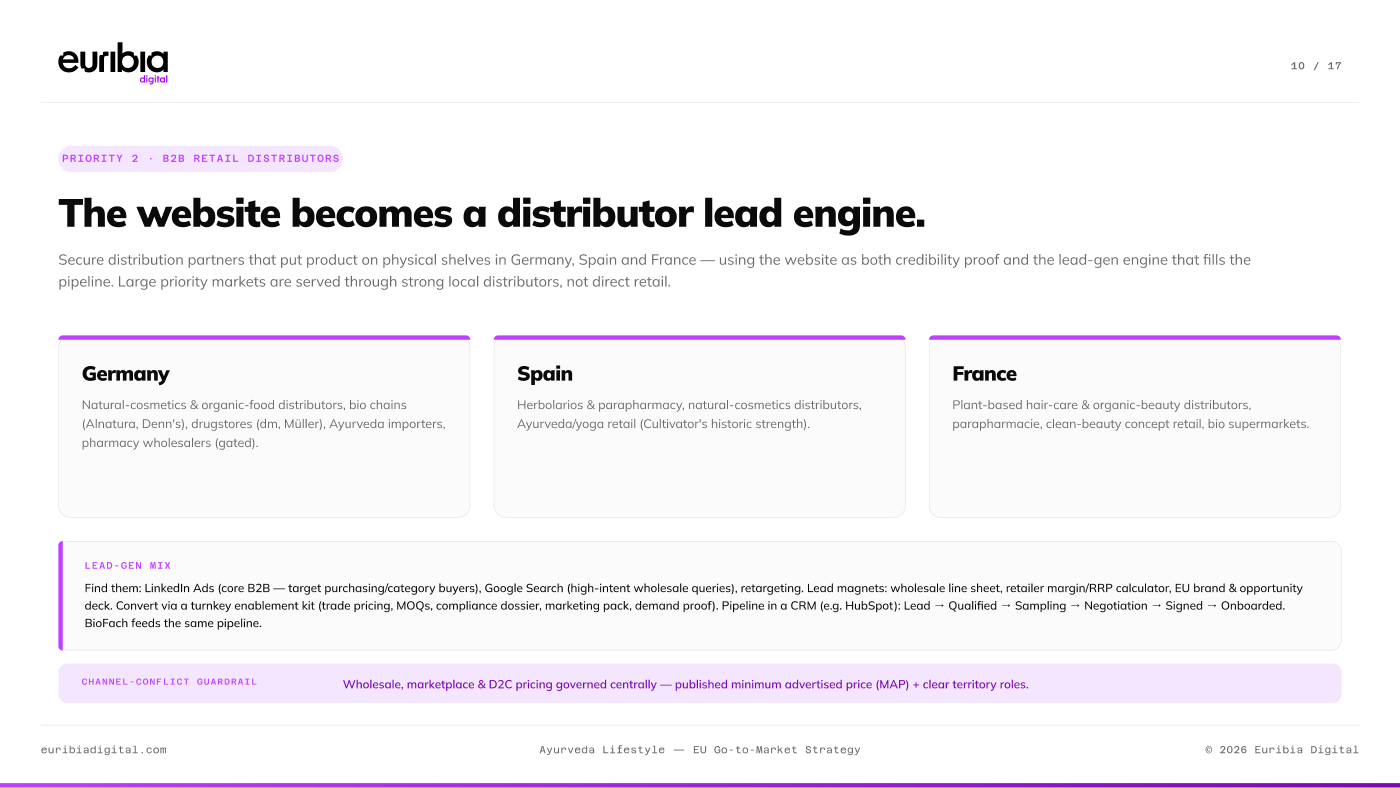 euribia
digital
10 / 17
PRIORITY 2 · B2B RETAIL DISTRIBUTORS
The website becomes a distributor lead engine.
Secure distribution partners that put product on physical shelves in Germany, Spain and France — using the website as both credibility proof and the lead-gen engine that fills the
pipeline. Large priority markets are served through strong local distributors, not direct retail.
Germany
Natural-cosmetics & organic-food distributors, bio chains
(Alnatura, Denn's), drugstores (dm, Müller), Ayurveda importers,
pharmacy wholesalers (gated).
Spain
Herbolarios & parapharmacy, natural-cosmetics distributors,
Ayurveda/yoga retail (Cultivator's historic strength).
France
Plant-based hair-care & organic-beauty distributors,
parapharmacie, clean-beauty concept retail, bio supermarkets.
LEAD-GEN MIX
Find them: LinkedIn Ads (core B2B — target purchasing/category buyers), Google Search (high-intent wholesale queries), retargeting. Lead magnets: wholesale line sheet, retailer margin/RRP calculator, EU brand & opportunity
deck. Convert via a turnkey enablement kit (trade pricing, MOQs, compliance dossier, marketing pack, demand proof). Pipeline in a CRM (e.g. HubSpot): Lead → Qualified → Sampling → Negotiation → Signed → Onboarded.
BioFach feeds the same pipeline.
CHANNEL-CONFLICT GUARDRAIL
Wholesale, marketplace & D2C pricing governed centrally — published minimum advertised price (MAP) + clear territory roles.
euribiadigital.com
Ayurveda Lifestyle — EU Go-to-Market Strategy
© 2026 Euribia Digital